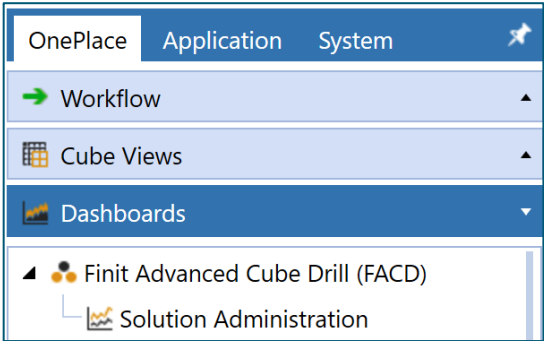 OnePlace Application System
Workflow
Cube Views
Dashboards
Finit Advanced Cube Drill (FACD)
Solution Administration